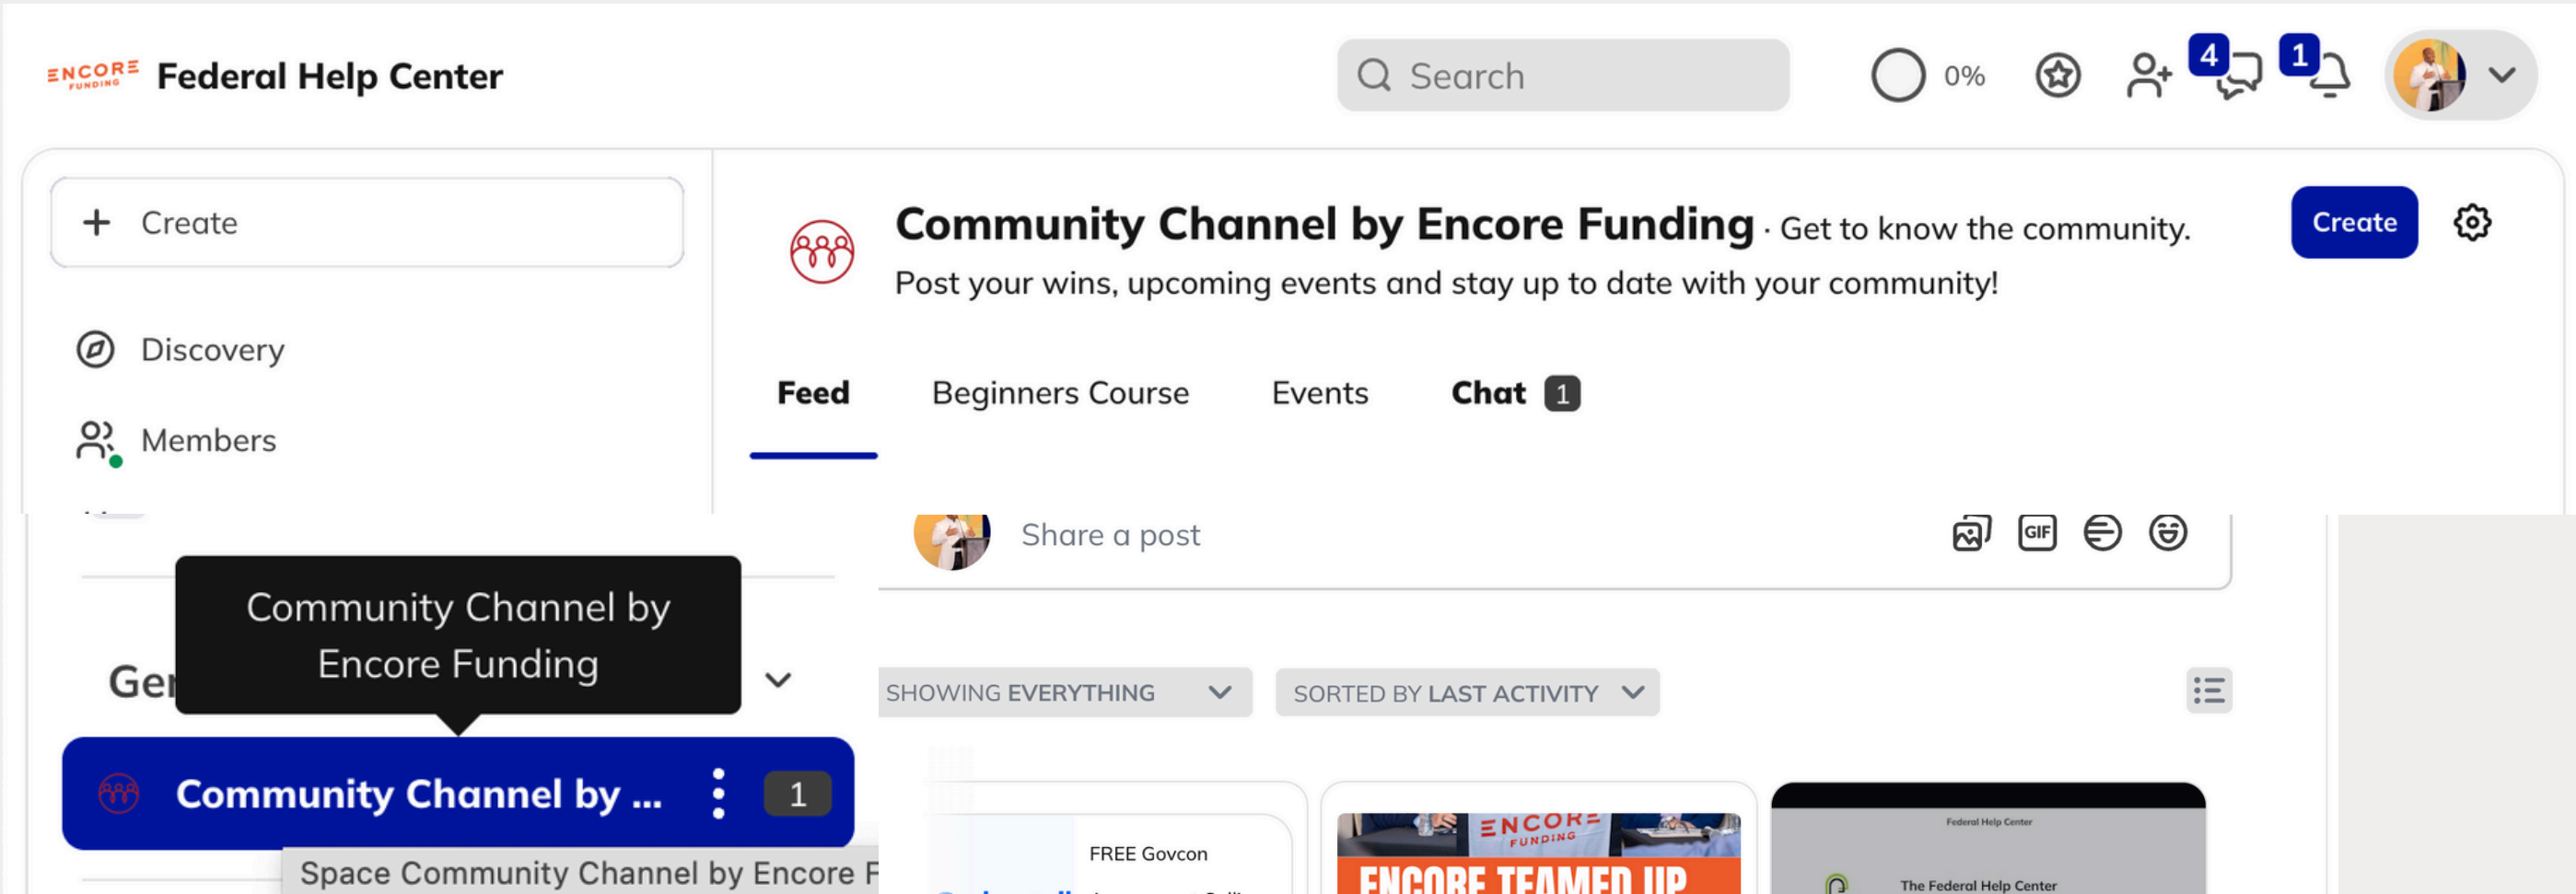 ENCORE
FUNDING
Federal Help Center
Search
0%
4
1
Create
Community Channel by Encore Funding · Get to know the community.
Post your wins, upcoming events and stay up to date with your community!
Create
Discovery
Members
Feed
Beginners Course
Events
Chat 1
Share a post
GIF
Community Channel by
Encore Funding
Ger
SHOWING EVERYTHING
SORTED BY LAST ACTIVITY
Community Channel by ...
1
Space Community Channel by Encore F
FREE Govcon
ENCORE
FUNDING
ENCORE TEAMED UP
Federal Help Center
The Federal Help Center